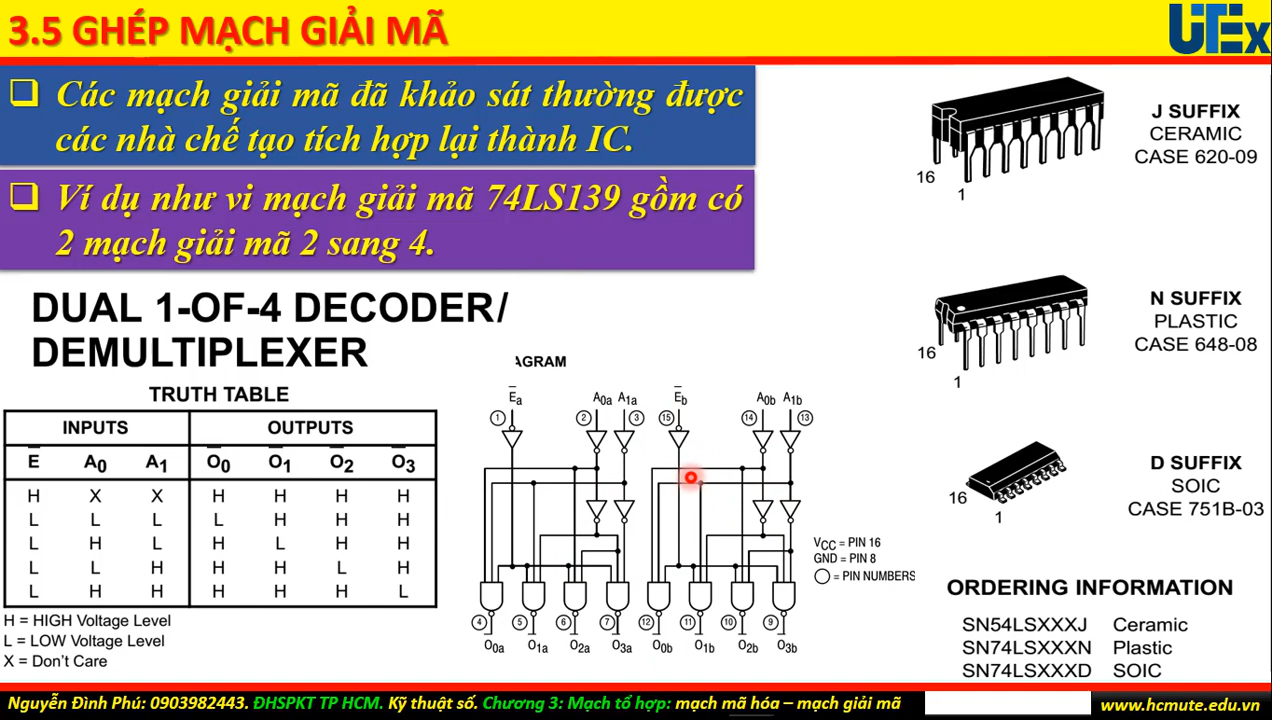 3.5 GHÉP MẠCH GIẢI MÃ
UTEx
Các mạch giải mã đã khảo sát thường được
các nhà chế tạo tích hợp lại thành IC.
Ví dụ như vi mạch giải mã 74LS139 gồm có
2 mạch giải mã 2 sang 4.
DUAL 1-OF-4 DECODER/
DEMULTIPLEXER
TRUTH TABLE
INPUTS OUTPUTS
E̅ A0 A1 O̅0 O̅1 O̅2 O̅3
H X X H H H H
L L L L H H H
L H L H L H H
L L H H H L H
L H H H H H L
H = HIGH Voltage Level
L = LOW Voltage Level
X = Don't Care
AGRAM
E̅a A0a A1a E̅b A0b A1b
1 2 3 15 14 13
4 5 6 7 12 11 10 9
O0a O1a O2a O3a O0b O1b O2b O3b
VCC = PIN 16
GND = PIN 8
= PIN NUMBERS
J SUFFIX
CERAMIC
CASE 620-09
16
1
N SUFFIX
PLASTIC
CASE 648-08
16
1
D SUFFIX
SOIC
CASE 751B-03
16
1
ORDERING INFORMATION
SN54LSXXXJ Ceramic
SN74LSXXXN Plastic
SN74LSXXXD SOIC
Nguyễn Đình Phú: 0903982443. ĐHSPKT TP HCM. Kỹ thuật số. Chương 3: Mạch tổ hợp: mạch mã hóa – mạch giải mã
www.hcmute.edu.vn